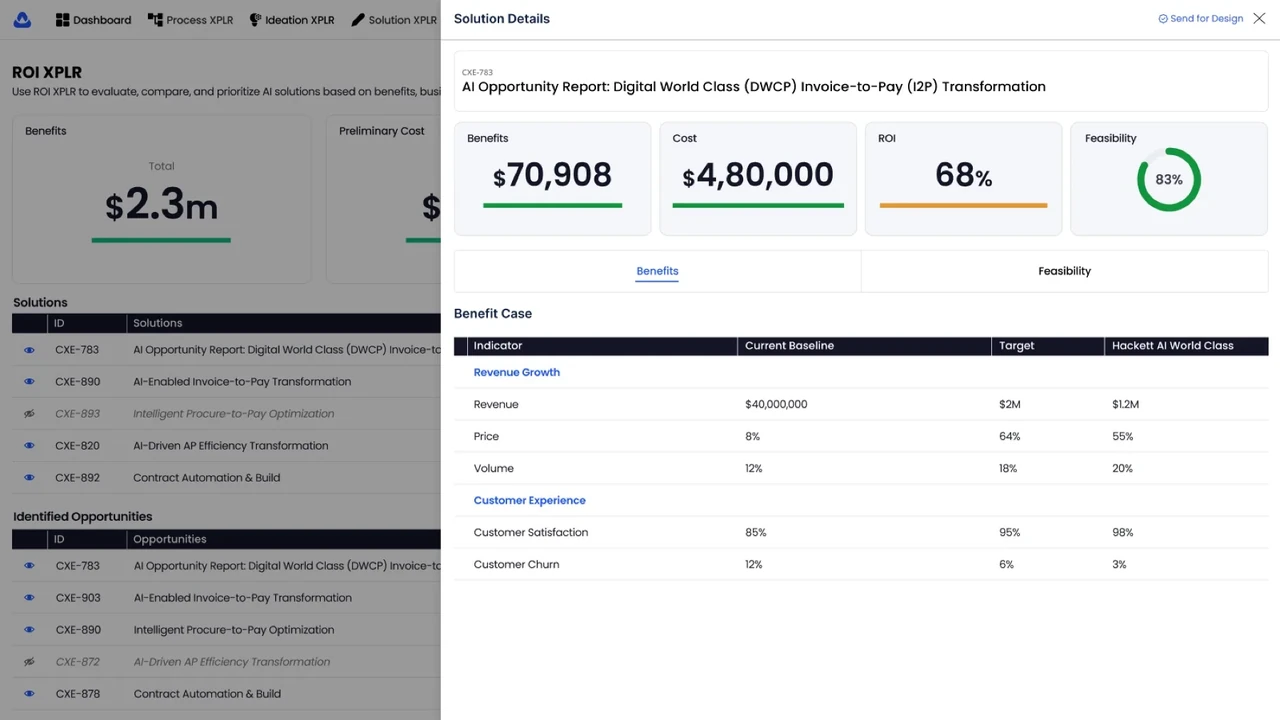 Dashboard Process XPLR Ideation XPLR Solution XPLR
ROI XPLR
Use ROI XPLR to evaluate, compare, and prioritize AI solutions based on benefits, busi
Benefits
Total
$2.3m
Preliminary Cost
$
Solutions
ID Solutions
CXE-783 AI Opportunity Report: Digital World Class (DWCP) Invoice-to
CXE-890 AI-Enabled Invoice-to-Pay Transformation
CXE-893 Intelligent Procure-to-Pay Optimization
CXE-820 AI-Driven AP Efficiency Transformation
CXE-892 Contract Automation & Build
Identified Opportunities
ID Opportunities
CXE-783 AI Opportunity Report: Digital World Class (DWCP) Invoice-to
CXE-903 AI-Enabled Invoice-to-Pay Transformation
CXE-890 Intelligent Procure-to-Pay Optimization
CXE-872 AI-Driven AP Efficiency Transformation
CXE-878 Contract Automation & Build
Solution Details
Send for Design
CXE-783
AI Opportunity Report: Digital World Class (DWCP) Invoice-to-Pay (I2P) Transformation
Benefits
$70,908
Cost
$4,80,000
ROI
68%
Feasibility
83%
Benefits Feasibility
Benefit Case
Indicator Current Baseline Target Hackett AI World Class
Revenue Growth
Revenue $40,000,000 $2M $1.2M
Price 8% 64% 55%
Volume 12% 18% 20%
Customer Experience
Customer Satisfaction 85% 95% 98%
Customer Churn 12% 6% 3%